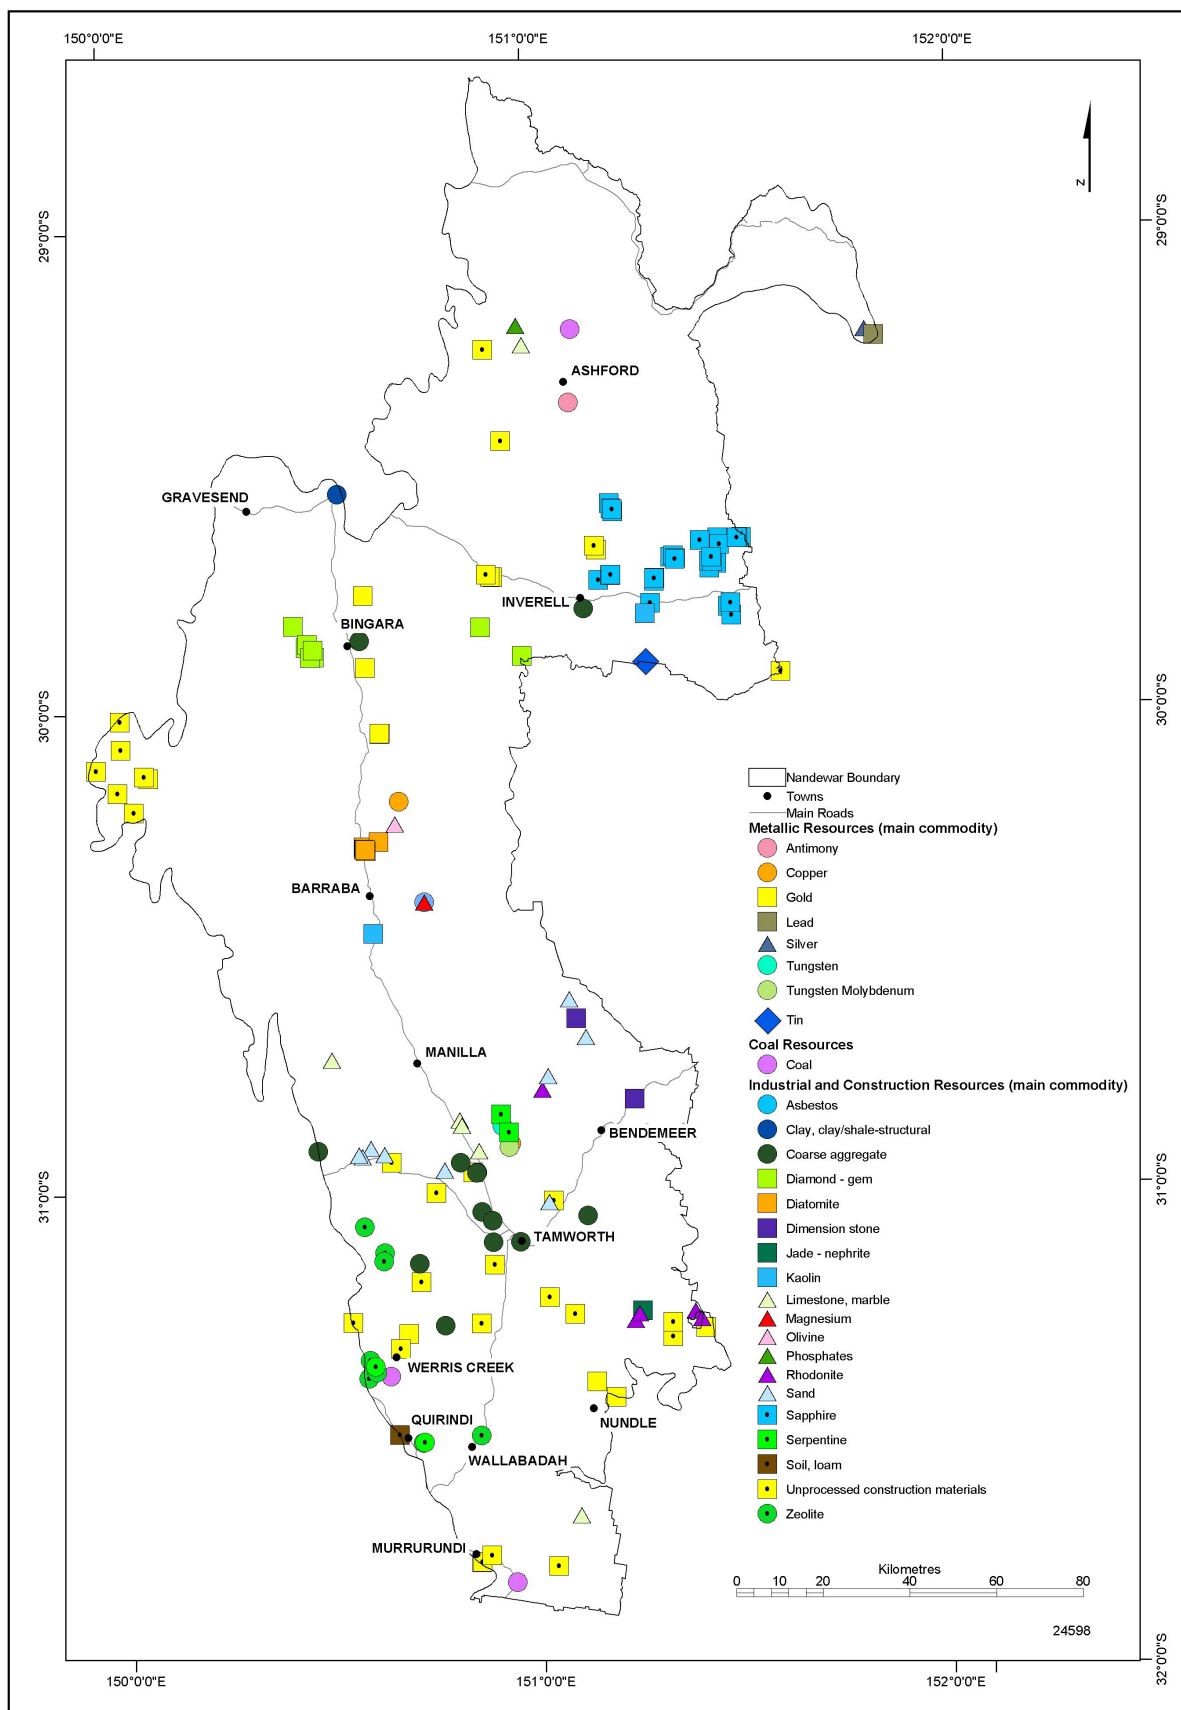 150°0'0"E
151°0'0"E
152°0'0"E
N
29°0'0"S
29°0'0"S
ASHFORD
GRAVESEND
INVERELL
BINGARA
30°0'0"S
30°0'0"S
Nandewar Boundary
Towns
Main Roads
Metallic Resources (main commodity)
Antimony
Copper
Gold
Lead
Silver
Tungsten
Tungsten Molybdenum
Tin
Coal Resources
Coal
Industrial and Construction Resources (main commodity)
Asbestos
Clay, clay/shale-structural
Coarse aggregate
Diamond - gem
Diatomite
Dimension stone
Jade - nephrite
Kaolin
Limestone, marble
Magnesium
Olivine
Phosphates
Rhodonite
Sand
Sapphire
Serpentine
Soil, loam
Unprocessed construction materials
Zeolite
BARRABA
MANILLA
BENDEMEER
31°0'0"S
31°0'0"S
TAMWORTH
WERRIS CREEK
QUIRINDI
NUNDLE
WALLABADAH
MURRURUNDI
Kilometres
0 10 20 40 60 80
24598
32°0'0"S
150°0'0"E
151°0'0"E
152°0'0"E